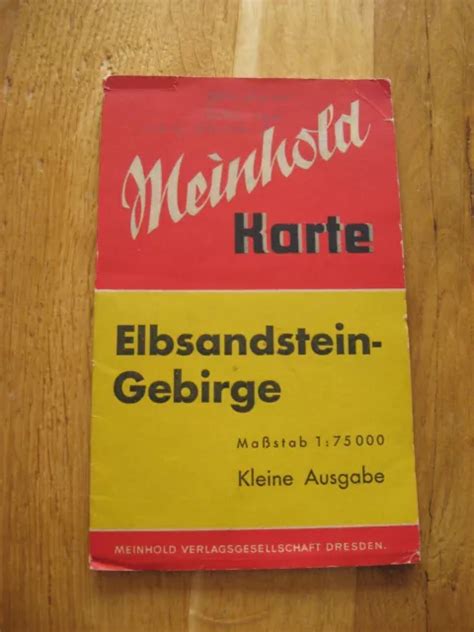 Meinhold
Karte
Elbsandstein-
Gebirge
Maßstab 1:75000
Kleine Ausgabe
MEINHOLD VERLAGSGESELLSCHAFT DRESDEN.